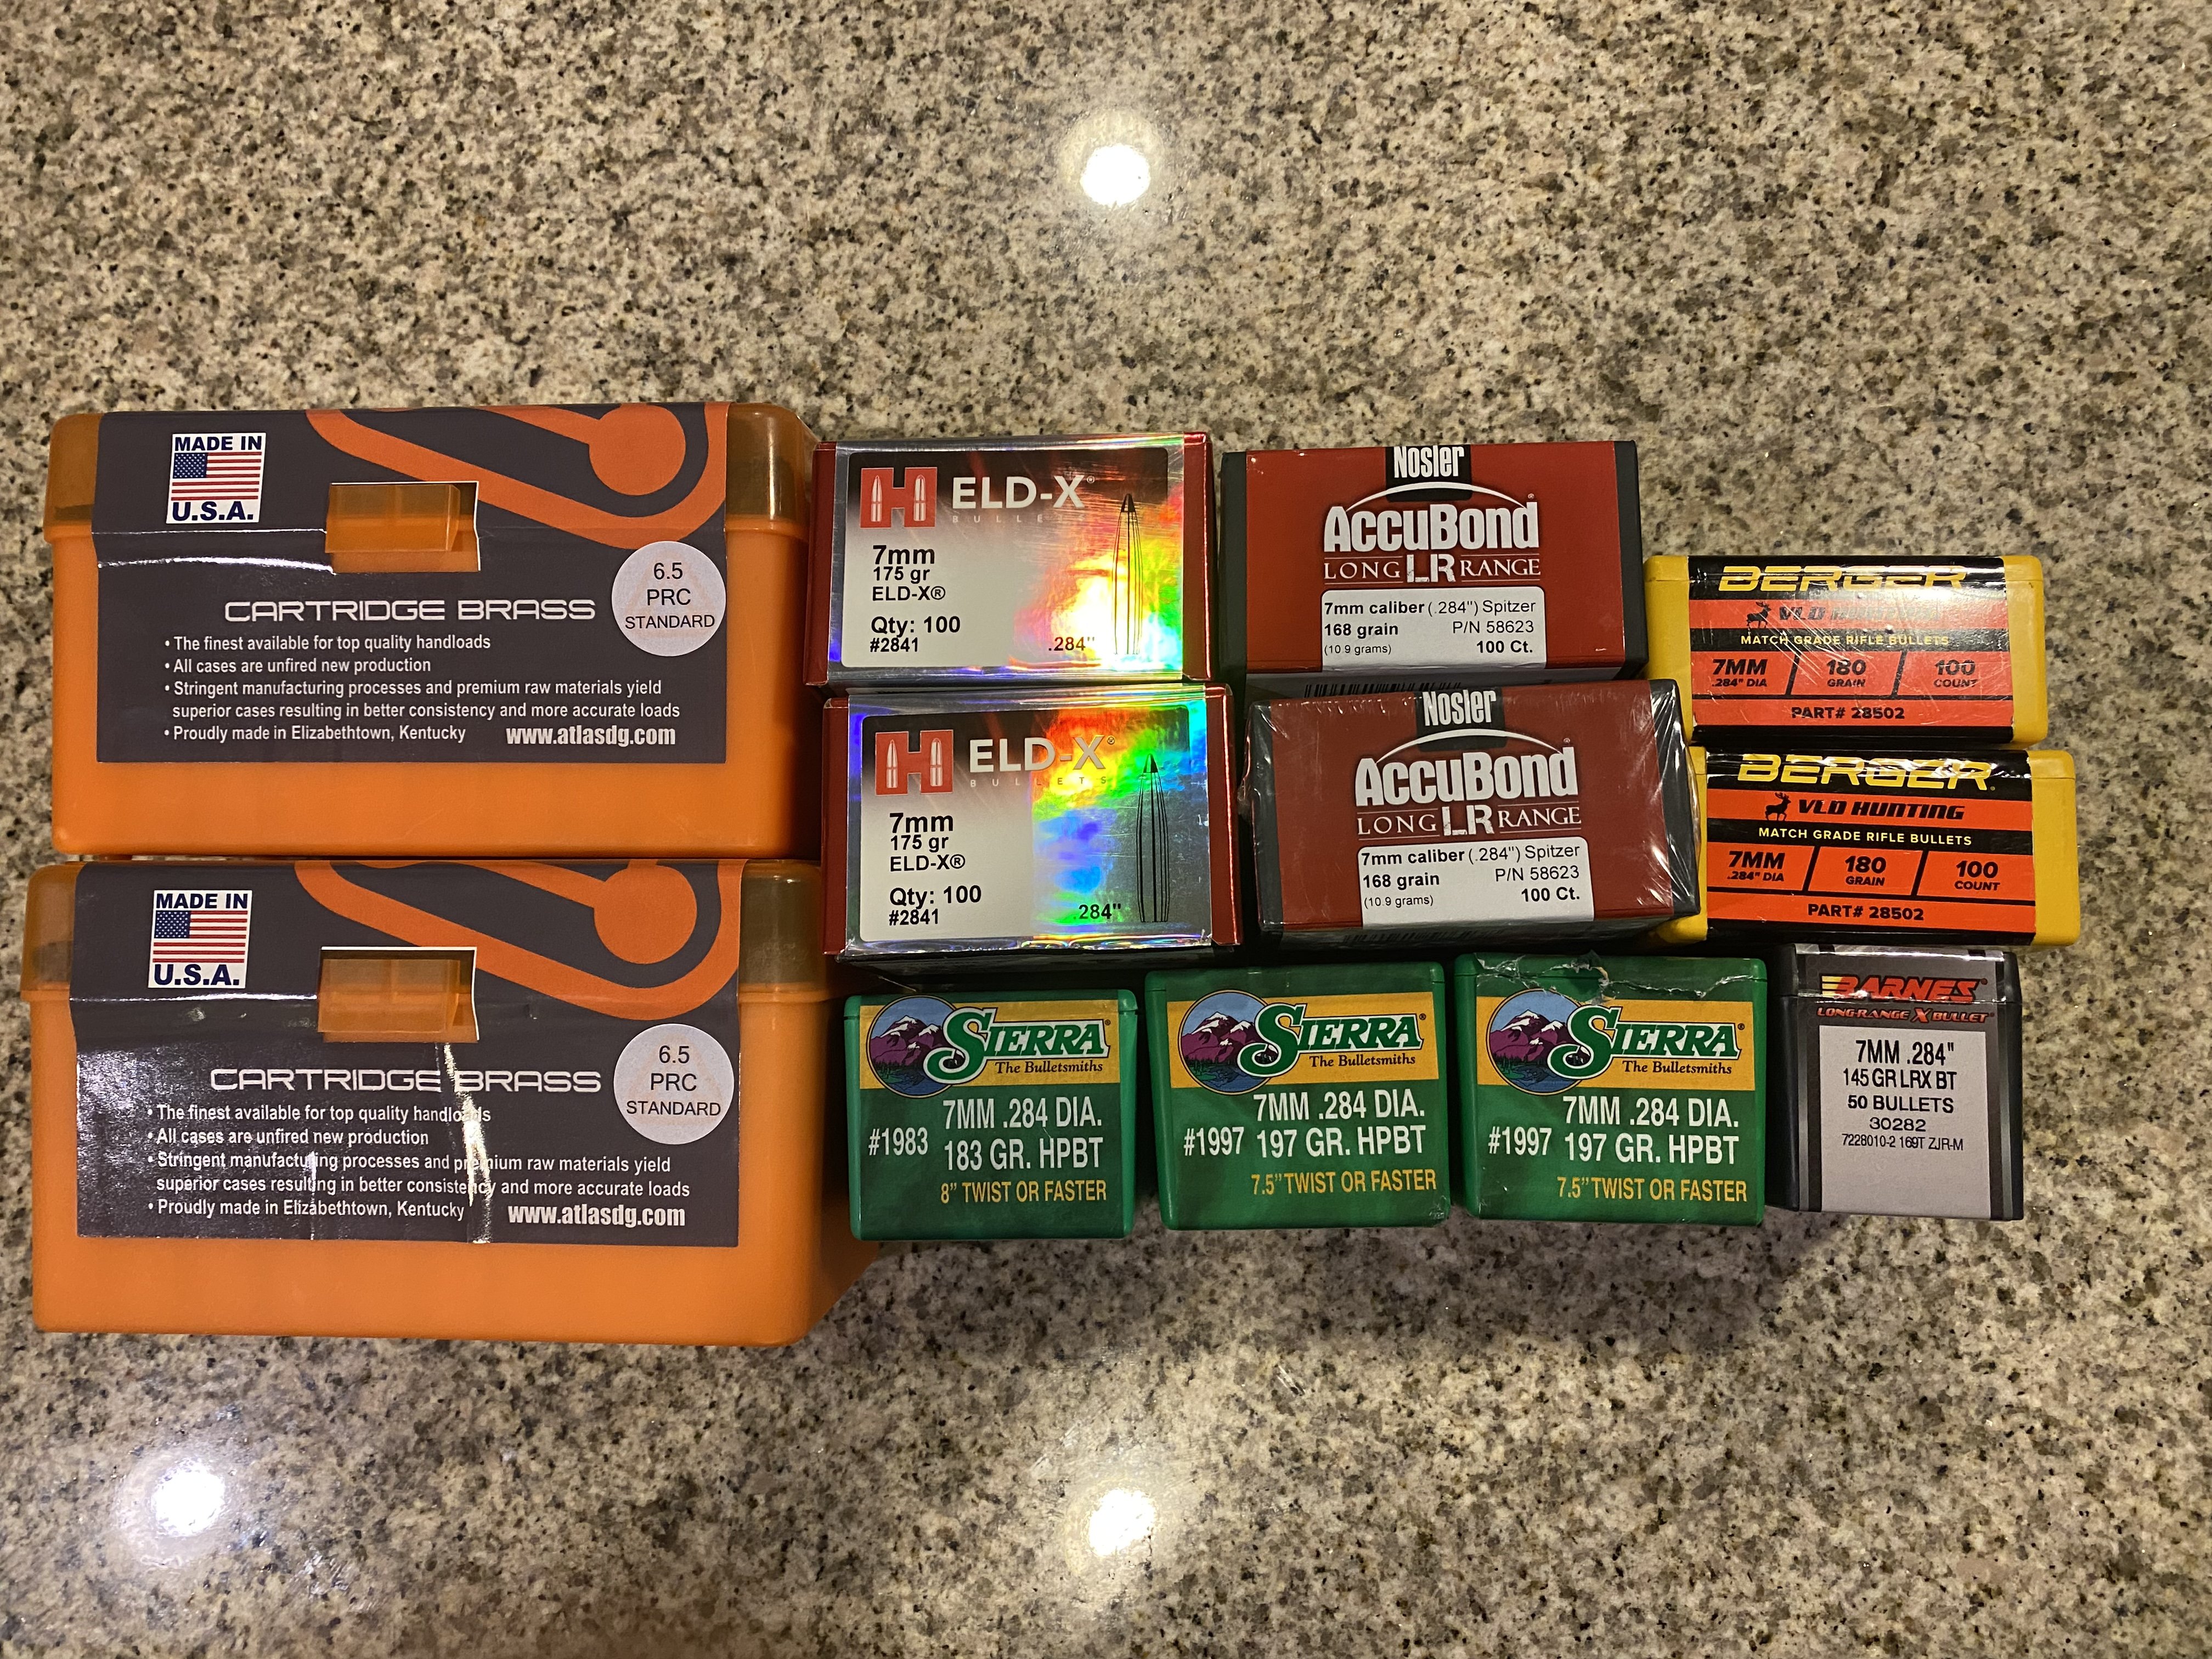 MADE IN
U.S.A.
6.5
PRC
STANDARD
CARTRIDGE BRASS
• The finest available for top quality handloads
• All cases are unfired new production
• Stringent manufacturing processes and premium raw materials yield
superior cases resulting in better consistency and more accurate loads
• Proudly made in Elizabethtown, Kentucky www.atlasdg.com
MADE IN
U.S.A.
6.5
PRC
STANDARD
CARTRIDGE BRASS
• The finest available for top quality handloads
• All cases are unfired new production
• Stringent manufacturing processes and premium raw materials yield
superior cases resulting in better consistency and more accurate loads
• Proudly made in Elizabethtown, Kentucky www.atlasdg.com
H ELD-X®
BULLETS
7mm
175 gr
ELD-X®
Qty: 100
#2841 .284"
H ELD-X®
BULLETS
7mm
175 gr
ELD-X®
Qty: 100
#2841 .284"
Nosler
AccuBond®
LONG LR RANGE
7mm caliber (.284") Spitzer
168 grain P/N 58623
(10.9 grams) 100 Ct.
Nosler
AccuBond®
LONG LR RANGE
7mm caliber (.284") Spitzer
168 grain P/N 58623
(10.9 grams) 100 Ct.
BERGER
VLD HUNTING
MATCH GRADE RIFLE BULLETS
7MM 180 100
.284" DIA GRAIN COUNT
PART# 28502
BERGER
VLD HUNTING
MATCH GRADE RIFLE BULLETS
7MM 180 100
.284" DIA GRAIN COUNT
PART# 28502
SIERRA®
The Bulletsmiths
7MM .284 DIA.
#1983 183 GR. HPBT
8" TWIST OR FASTER
SIERRA®
The Bulletsmiths
7MM .284 DIA.
#1997 197 GR. HPBT
7.5" TWIST OR FASTER
SIERRA®
The Bulletsmiths
7MM .284 DIA.
#1997 197 GR. HPBT
7.5" TWIST OR FASTER
BARNES®
LONG-RANGE X BULLET®
7MM .284"
145 GR LRX BT
50 BULLETS
30282
7228010-2 169T ZJR-M